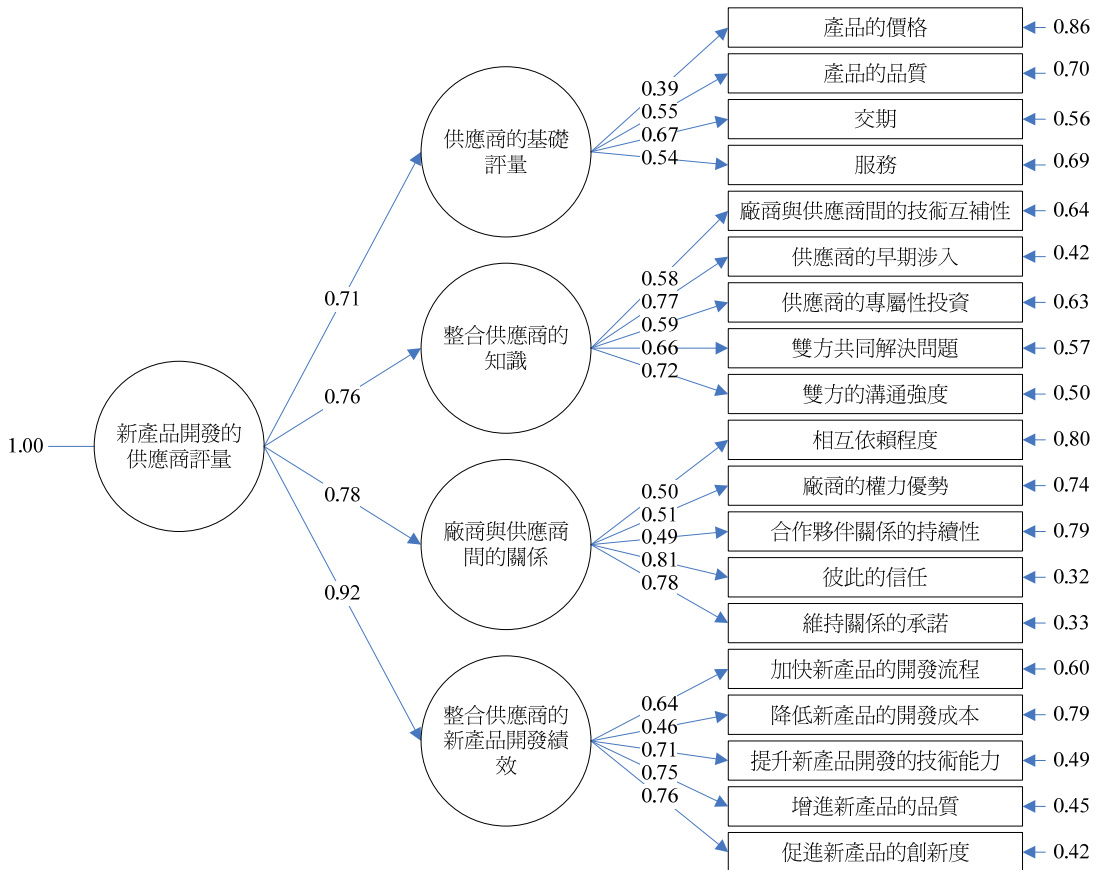 1.00
新產品開發的
供應商評量
0.71
0.76
0.78
0.92
供應商的基礎
評量
0.39
0.55
0.67
0.54
產品的價格
0.86
產品的品質
0.70
交期
0.56
服務
0.69
整合供應商的
知識
0.58
0.77
0.59
0.66
0.72
廠商與供應商間的技術互補性
0.64
供應商的早期涉入
0.42
供應商的專屬性投資
0.63
雙方共同解決問題
0.57
雙方的溝通強度
0.50
廠商與供應商
間的關係
0.50
0.51
0.49
0.81
0.78
相互依賴程度
0.80
廠商的權力優勢
0.74
合作夥伴關係的持續性
0.79
彼此的信任
0.32
維持關係的承諾
0.33
整合供應商的
新產品開發績
效
0.64
0.46
0.71
0.75
0.76
加快新產品的開發流程
0.60
降低新產品的開發成本
0.79
提升新產品開發的技術能力
0.49
增進新產品的品質
0.45
促進新產品的創新度
0.42